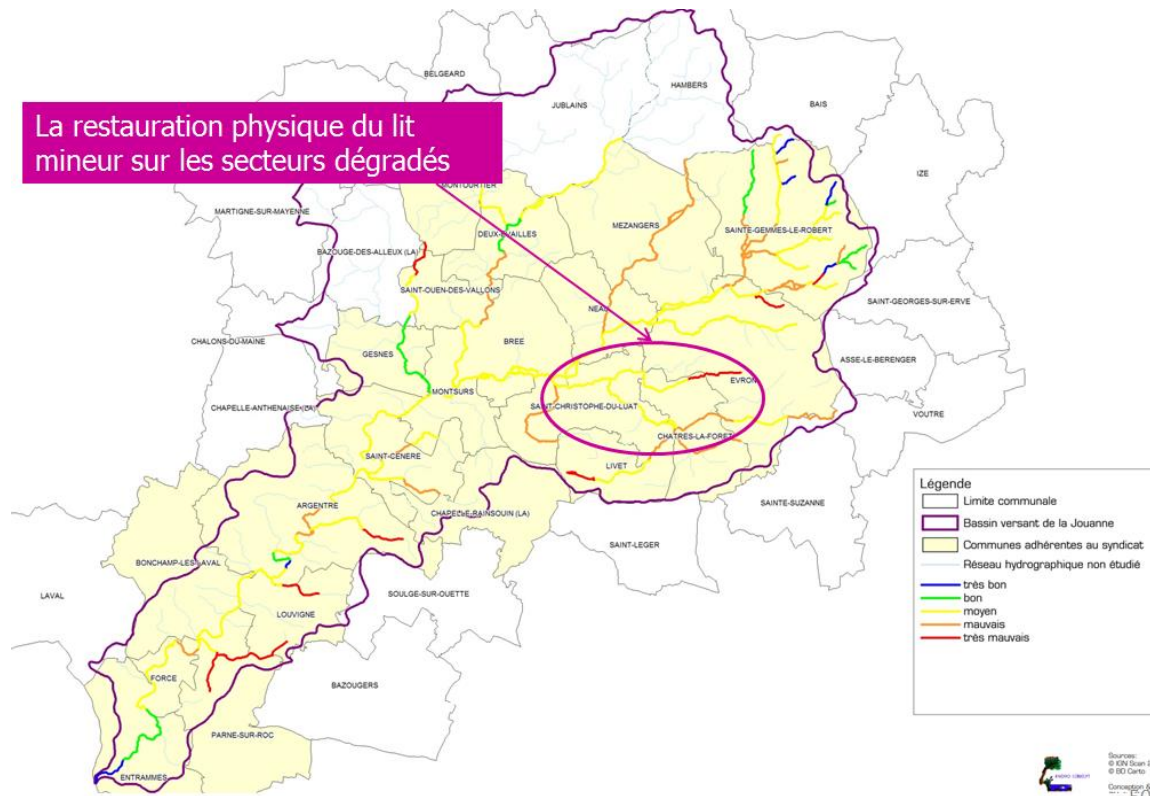 La restauration physique du lit
mineur sur les secteurs dégradés
BELGEARD
HAMBERS
JUBLAINS
BAIS
IZE
MONTOURTIER
MARTIGNE-SUR-MAYENNE
MEZANGERS
SAINTE-GEMMES-LE-ROBERT
DEUX-EVAILLES
BAZOUGE-DES-ALLEUX (LA)
SAINT-OUEN-DES-VALLONS
SAINT-GEORGES-SUR-ERVE
NEAU
CHALONS-DU-MAINE
BREE
GESNES
ASSE-LE-BERENGER
EVRON
MONTSURS
CHAPELLE-ANTHENAISE (LA)
SAINT-CHRISTOPHE-DU-LUAT
VOUTRE
CHATRES-LA-FORET
SAINT-CENERE
LIVET
SAINTE-SUZANNE
ARGENTRE
CHAPELLE-RAINSOUIN (LA)
SAINT-LEGER
BONCHAMP-LES-LAVAL
LAVAL
SOULGE-SUR-OUETTE
LOUVIGNE
FORCE
BAZOUGERS
PARNE-SUR-ROC
ENTRAMMES
Légende
Limite communale
Bassin versant de la Jouanne
Communes adhérentes au syndicat
Réseau hydrographique non étudié
très bon
bon
moyen
mauvais
très mauvais
Sources:
© IGN Scan
© BD Carto
Conception &